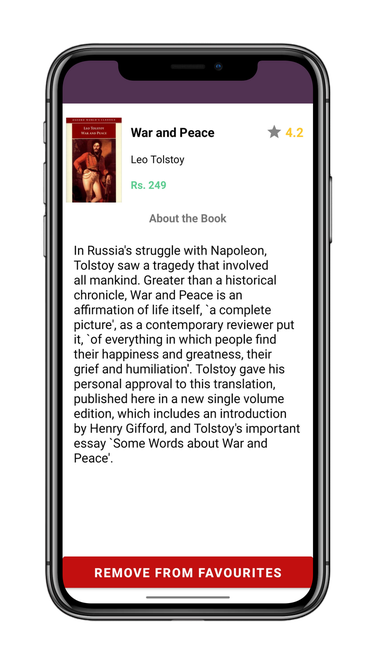 OXFORD WORLD'S CLASSICS
LEO TOLSTOY
WAR AND PEACE
War and Peace
4.2
Leo Tolstoy
Rs. 249
About the Book
In Russia's struggle with Napoleon,
Tolstoy saw a tragedy that involved
all mankind. Greater than a historical
chronicle, War and Peace is an
affirmation of life itself, `a complete
picture', as a contemporary reviewer put
it, `of everything in which people find
their happiness and greatness, their
grief and humiliation'. Tolstoy gave his
personal approval to this translation,
published here in a new single volume
edition, which includes an introduction
by Henry Gifford, and Tolstoy's important
essay `Some Words about War and
Peace'.
REMOVE FROM FAVOURITES